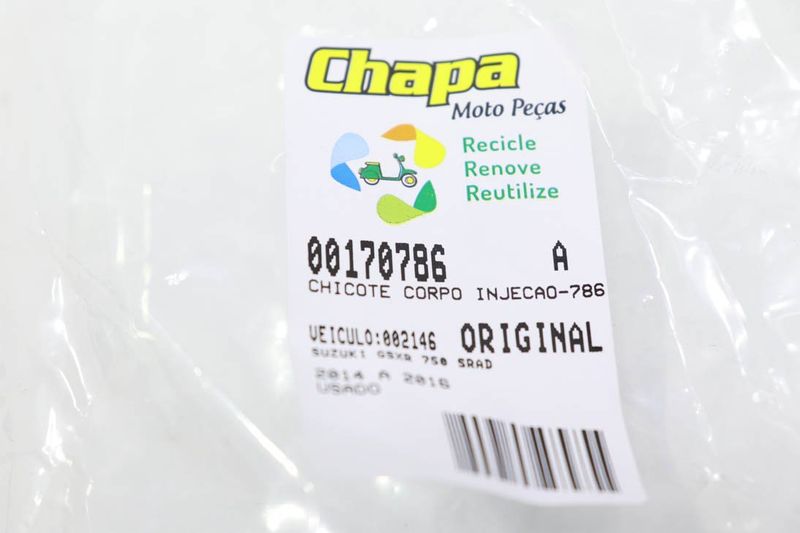 Chapa
Moto Peças
Recicle
Renove
Reutilize
00170786 A
CHICOTE CORPO INJECAO-786
VEICULO:002146 ORIGINAL
SUZUKI GSXR 750 SRAD
2014 A 2016
USADO